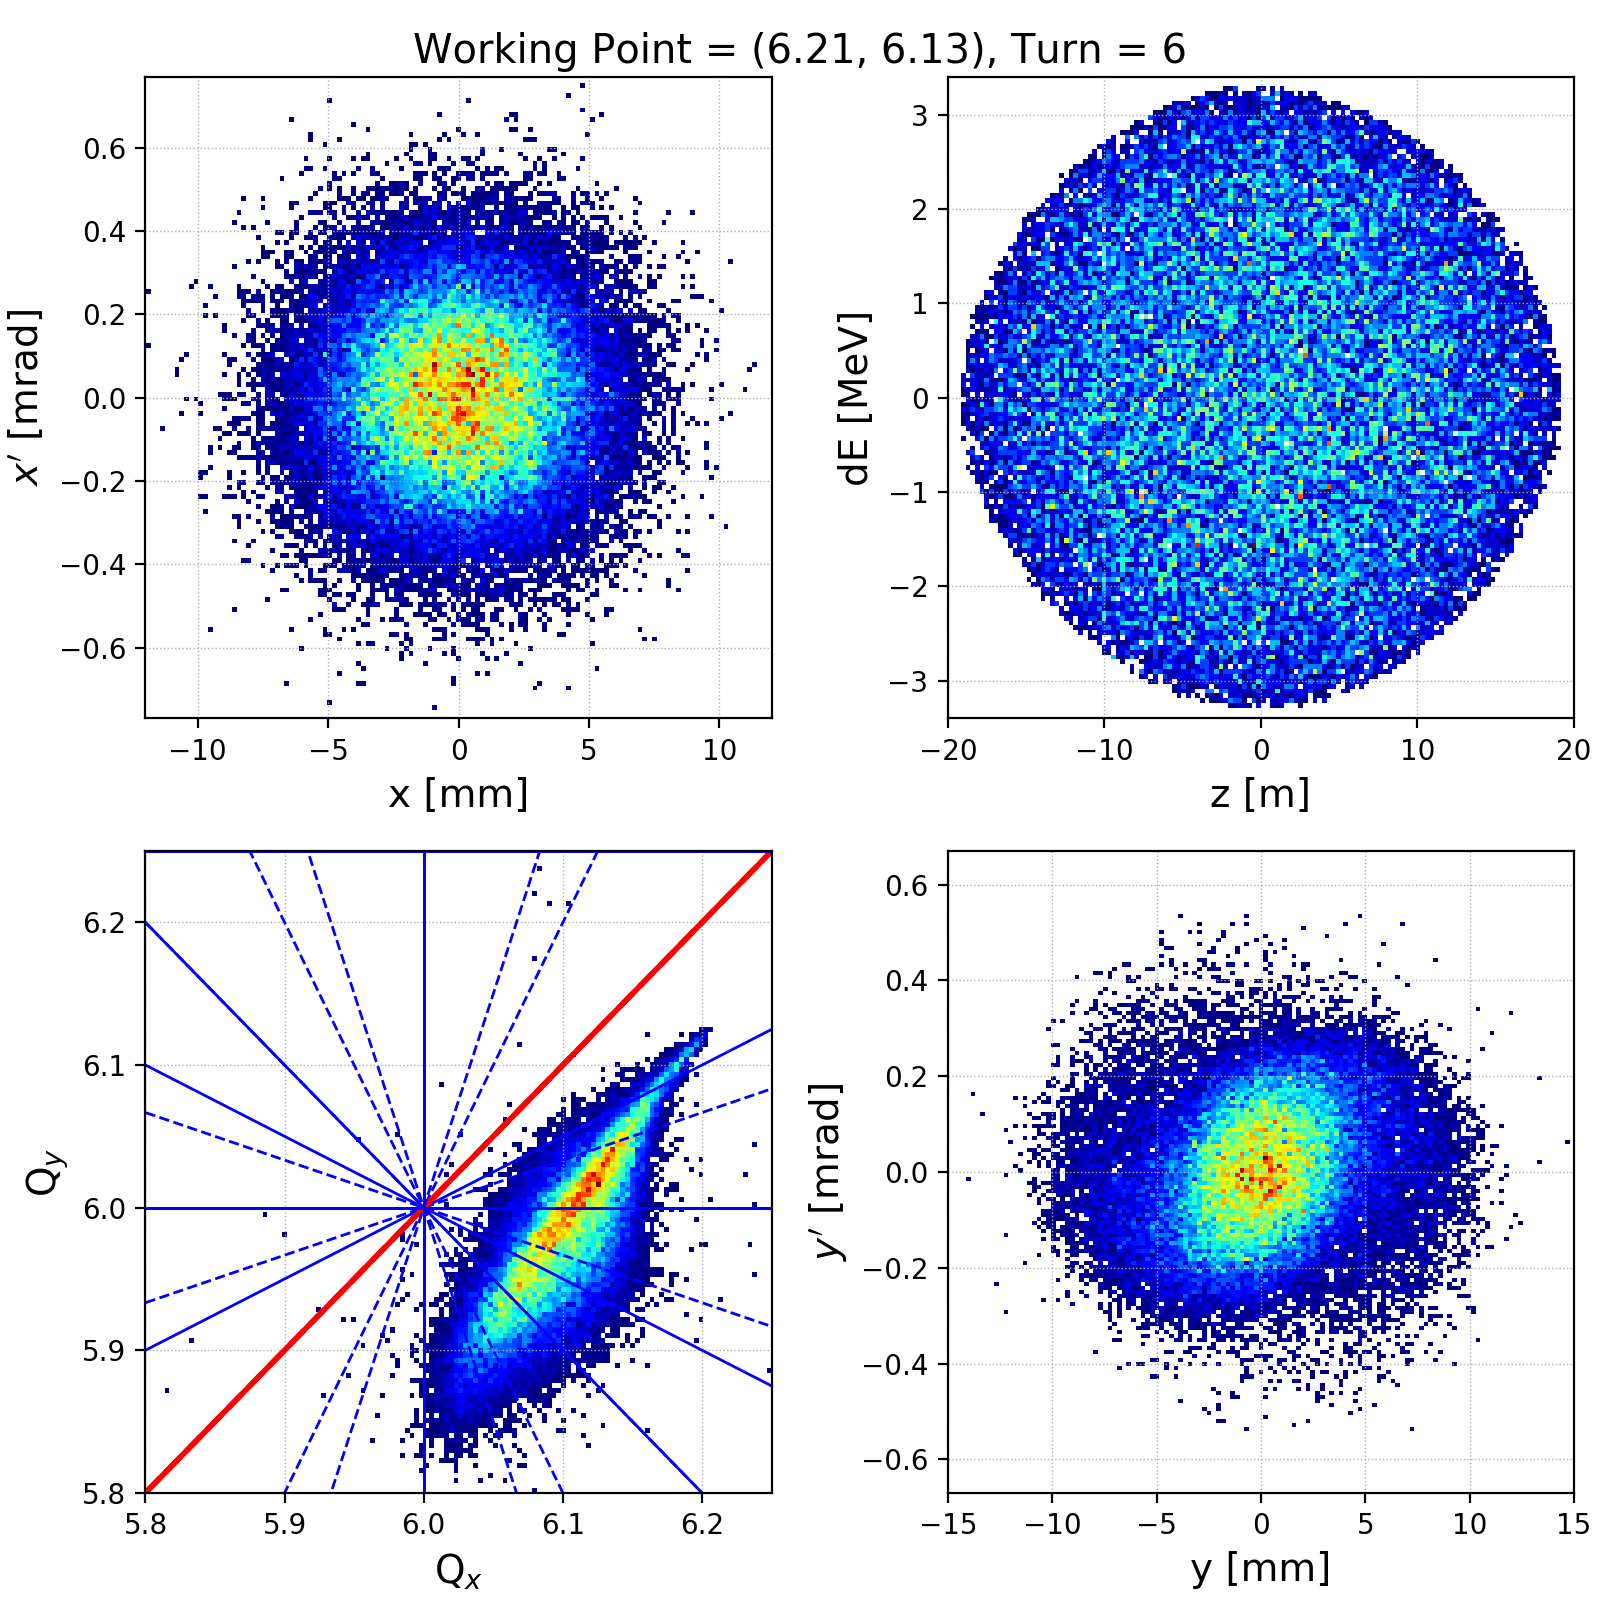 Working Point = (6.21, 6.13), Turn = 6
0.6
0.4
0.2
0.0
−0.2
−0.4
−0.6
x′ [mrad]
−10 −5 0 5 10
x [mm]
3
2
1
0
−1
−2
−3
dE [MeV]
−20 −10 0 10 20
z [m]
6.2
6.1
6.0
5.9
5.8
Qy
5.8 5.9 6.0 6.1 6.2
Qx
0.6
0.4
0.2
0.0
−0.2
−0.4
−0.6
y′ [mrad]
−15 −10 −5 0 5 10 15
y [mm]